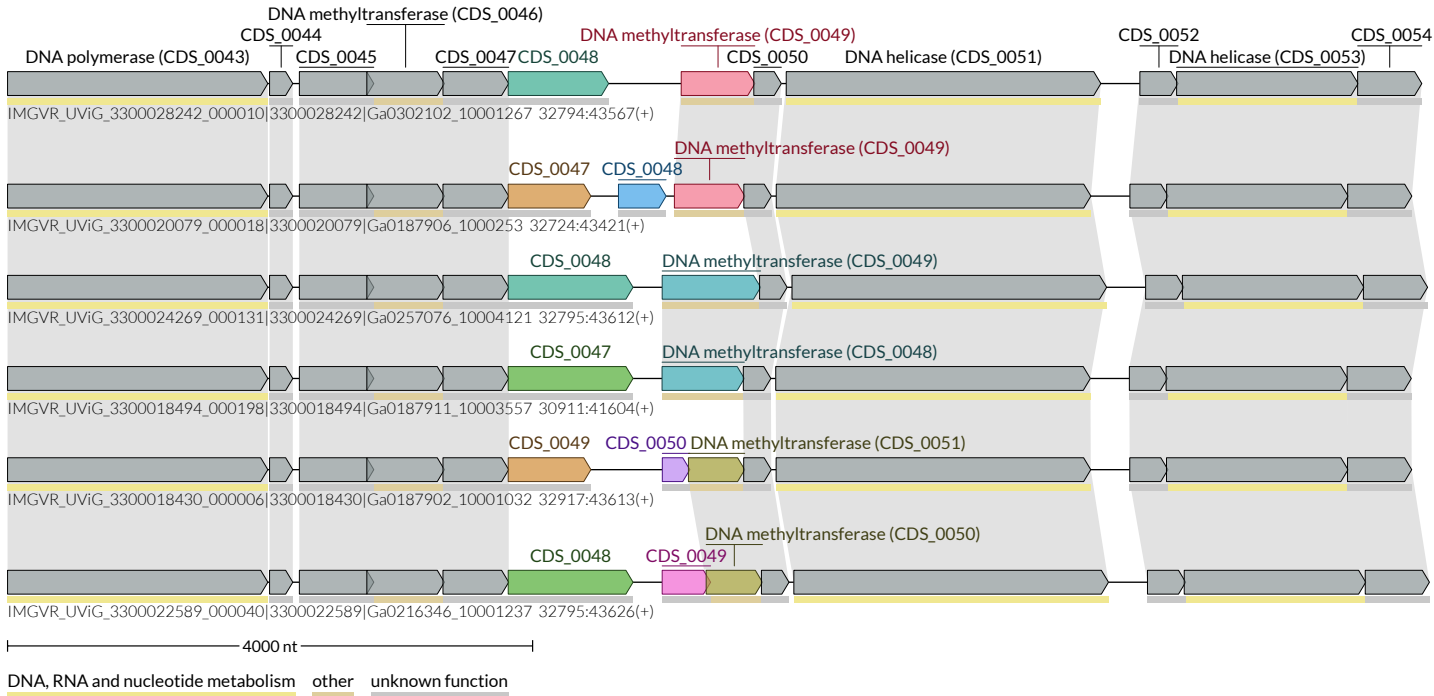 DNA methyltransferase (CDS_0046)
CDS_0044 DNA methyltransferase (CDS_0049) CDS_0052 CDS_0054
DNA polymerase (CDS_0043) CDS_0045 CDS_0047 CDS_0048 CDS_0050 DNA helicase (CDS_0051) DNA helicase (CDS_0053)
IMGVR_UViG_3300028242_000010|3300028242|Ga0302102_10001267 32794:43567(+)
DNA methyltransferase (CDS_0049)
CDS_0047 CDS_0048
IMGVR_UViG_3300020079_000018|3300020079|Ga0187906_1000253 32724:43421(+)
CDS_0048 DNA methyltransferase (CDS_0049)
IMGVR_UViG_3300024269_000131|3300024269|Ga0257076_10004121 32795:43612(+)
CDS_0047 DNA methyltransferase (CDS_0048)
IMGVR_UViG_3300018494_000198|3300018494|Ga0187911_10003557 30911:41604(+)
CDS_0049 CDS_0050 DNA methyltransferase (CDS_0051)
IMGVR_UViG_3300018430_000006|3300018430|Ga0187902_10001032 32917:43613(+)
DNA methyltransferase (CDS_0050)
CDS_0048 CDS_0049
IMGVR_UViG_3300022589_000040|3300022589|Ga0216346_10001237 32795:43626(+)
4000 nt
DNA, RNA and nucleotide metabolism other unknown function